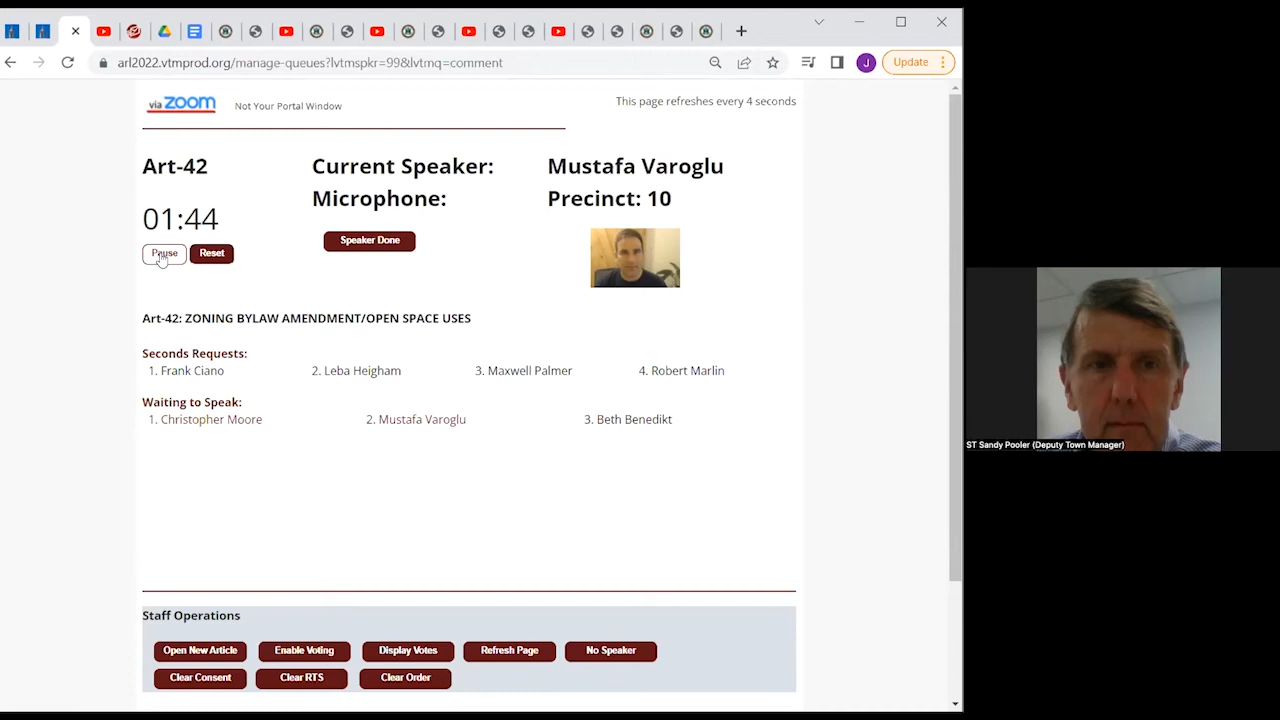 Update
arl2022.vtmprod.org/manage-queues?lvtmspkr=99&lvtmq=comment
via zoom
Not Your Portal Window
This page refreshes every 4 seconds
Art-42
Current Speaker:
Mustafa Varoglu
Microphone:
Precinct: 10
01:44
Speaker Done
Pause
Reset
Art-42: ZONING BYLAW AMENDMENT/OPEN SPACE USES
Seconds Requests:
1. Frank Ciano
2. Leba Heigham
3. Maxwell Palmer
4. Robert Marlin
Waiting to Speak:
1. Christopher Moore
2. Mustafa Varoglu
3. Beth Benedikt
ST Sandy Pooler (Deputy Town Manager)
Staff Operations
Open New Article
Enable Voting
Display Votes
Refresh Page
No Speaker
Clear Consent
Clear RTS
Clear Order
J